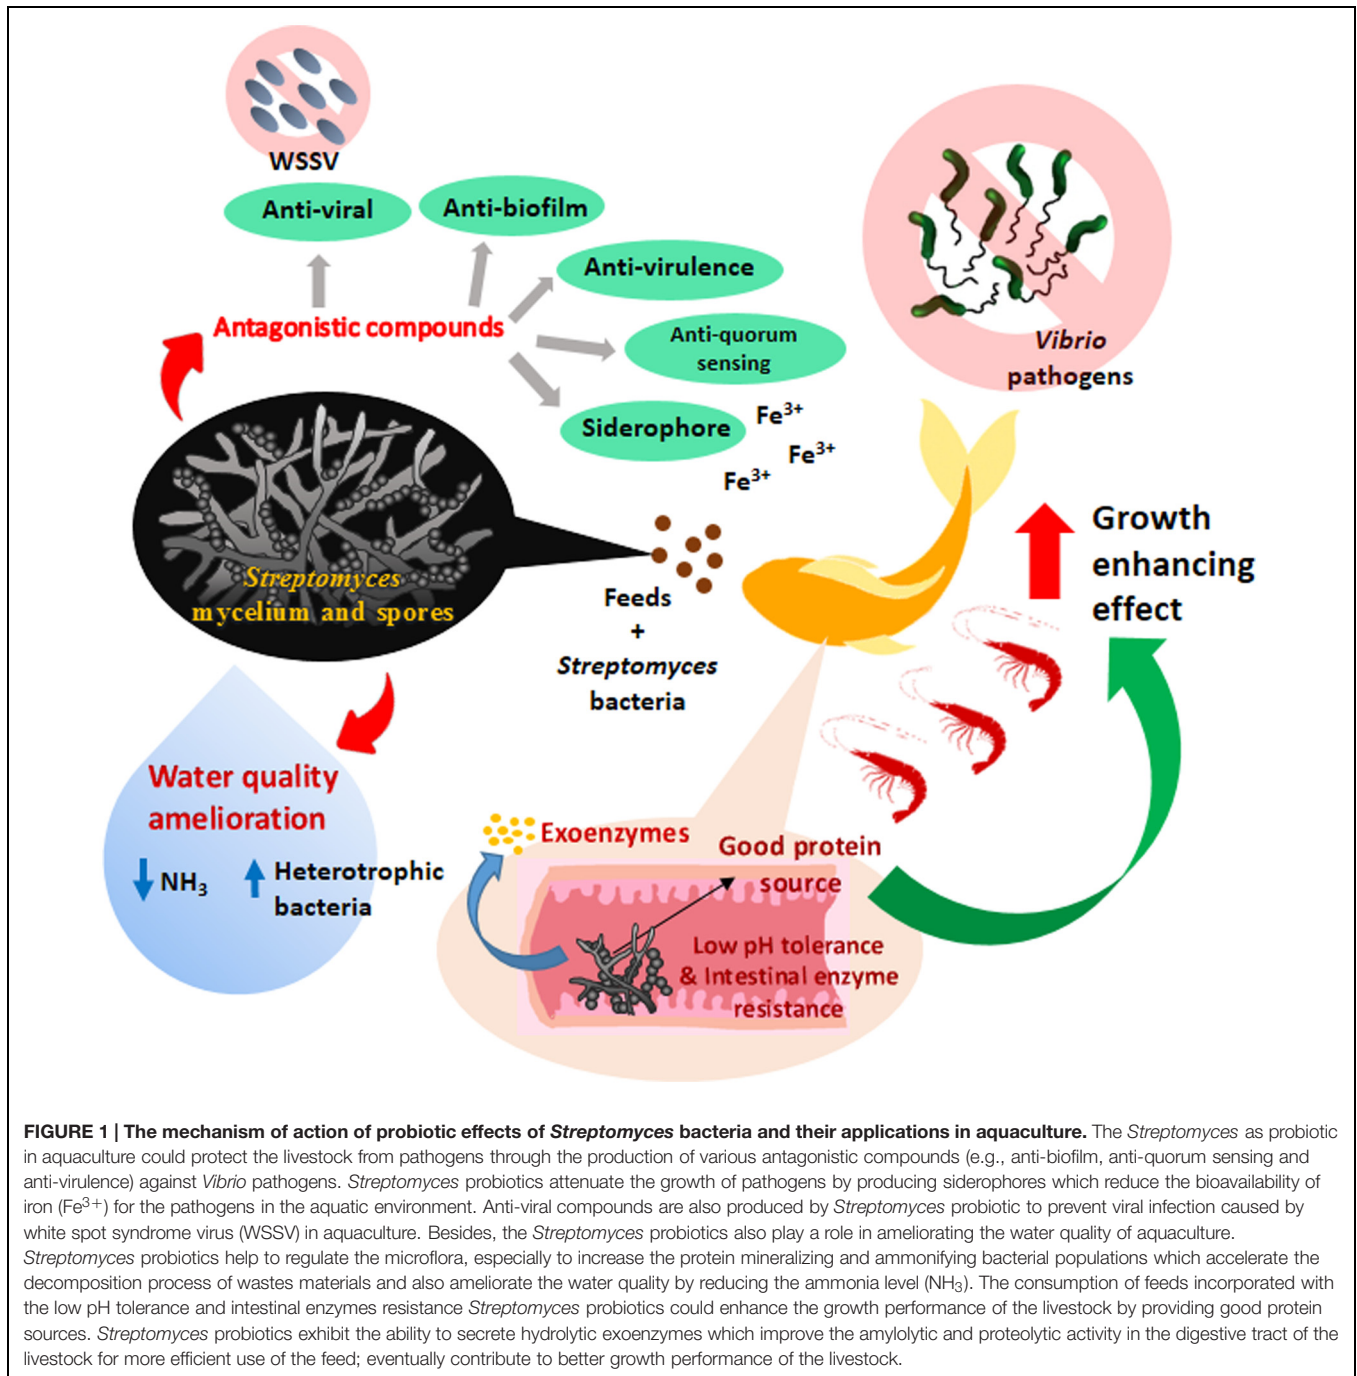 WSSV
Anti-viral
Anti-biofilm
Anti-virulence
Antagonistic compounds
Anti-quorum
sensing
Siderophore
Fe³⁺
Fe³⁺
Fe³⁺
Vibrio
pathogens
Streptomyces
mycelium and spores
Feeds
+
Streptomyces
bacteria
Growth
enhancing
effect
Water quality
amelioration
NH₃
Heterotrophic
bacteria
Exoenzymes
Good protein
source
Low pH tolerance
& Intestinal enzyme
resistance
FIGURE 1 | The mechanism of action of probiotic effects of Streptomyces bacteria and their applications in aquaculture. The Streptomyces as probiotic
in aquaculture could protect the livestock from pathogens through the production of various antagonistic compounds (e.g., anti-biofilm, anti-quorum sensing and
anti-virulence) against Vibrio pathogens. Streptomyces probiotics attenuate the growth of pathogens by producing siderophores which reduce the bioavailability of
iron (Fe³⁺) for the pathogens in the aquatic environment. Anti-viral compounds are also produced by Streptomyces probiotic to prevent viral infection caused by
white spot syndrome virus (WSSV) in aquaculture. Besides, the Streptomyces probiotics also play a role in ameliorating the water quality of aquaculture.
Streptomyces probiotics help to regulate the microflora, especially to increase the protein mineralizing and ammonifying bacterial populations which accelerate the
decomposition process of wastes materials and also ameliorate the water quality by reducing the ammonia level (NH₃). The consumption of feeds incorporated with
the low pH tolerance and intestinal enzymes resistance Streptomyces probiotics could enhance the growth performance of the livestock by providing good protein
sources. Streptomyces probiotics exhibit the ability to secrete hydrolytic exoenzymes which improve the amylolytic and proteolytic activity in the digestive tract of the
livestock for more efficient use of the feed; eventually contribute to better growth performance of the livestock.